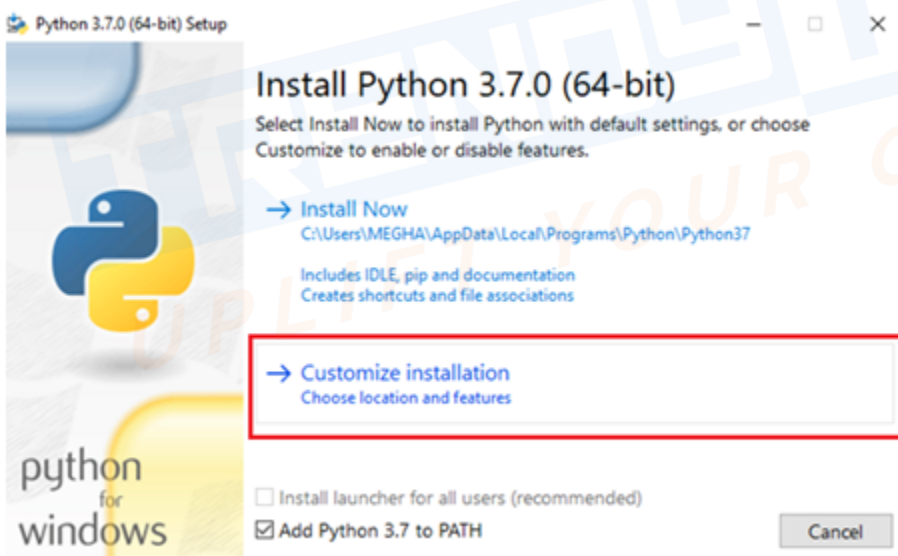 Python 3.7.0 (64-bit) Setup
Install Python 3.7.0 (64-bit)
Select Install Now to install Python with default settings, or choose
Customize to enable or disable features.
Install Now
C:\Users\MEGHA\AppData\Local\Programs\Python\Python37
Includes IDLE, pip and documentation
Creates shortcuts and file associations
Customize installation
Choose location and features
Install launcher for all users (recommended)
Add Python 3.7 to PATH
Cancel
python
for
windows
UPLIFT YOUR